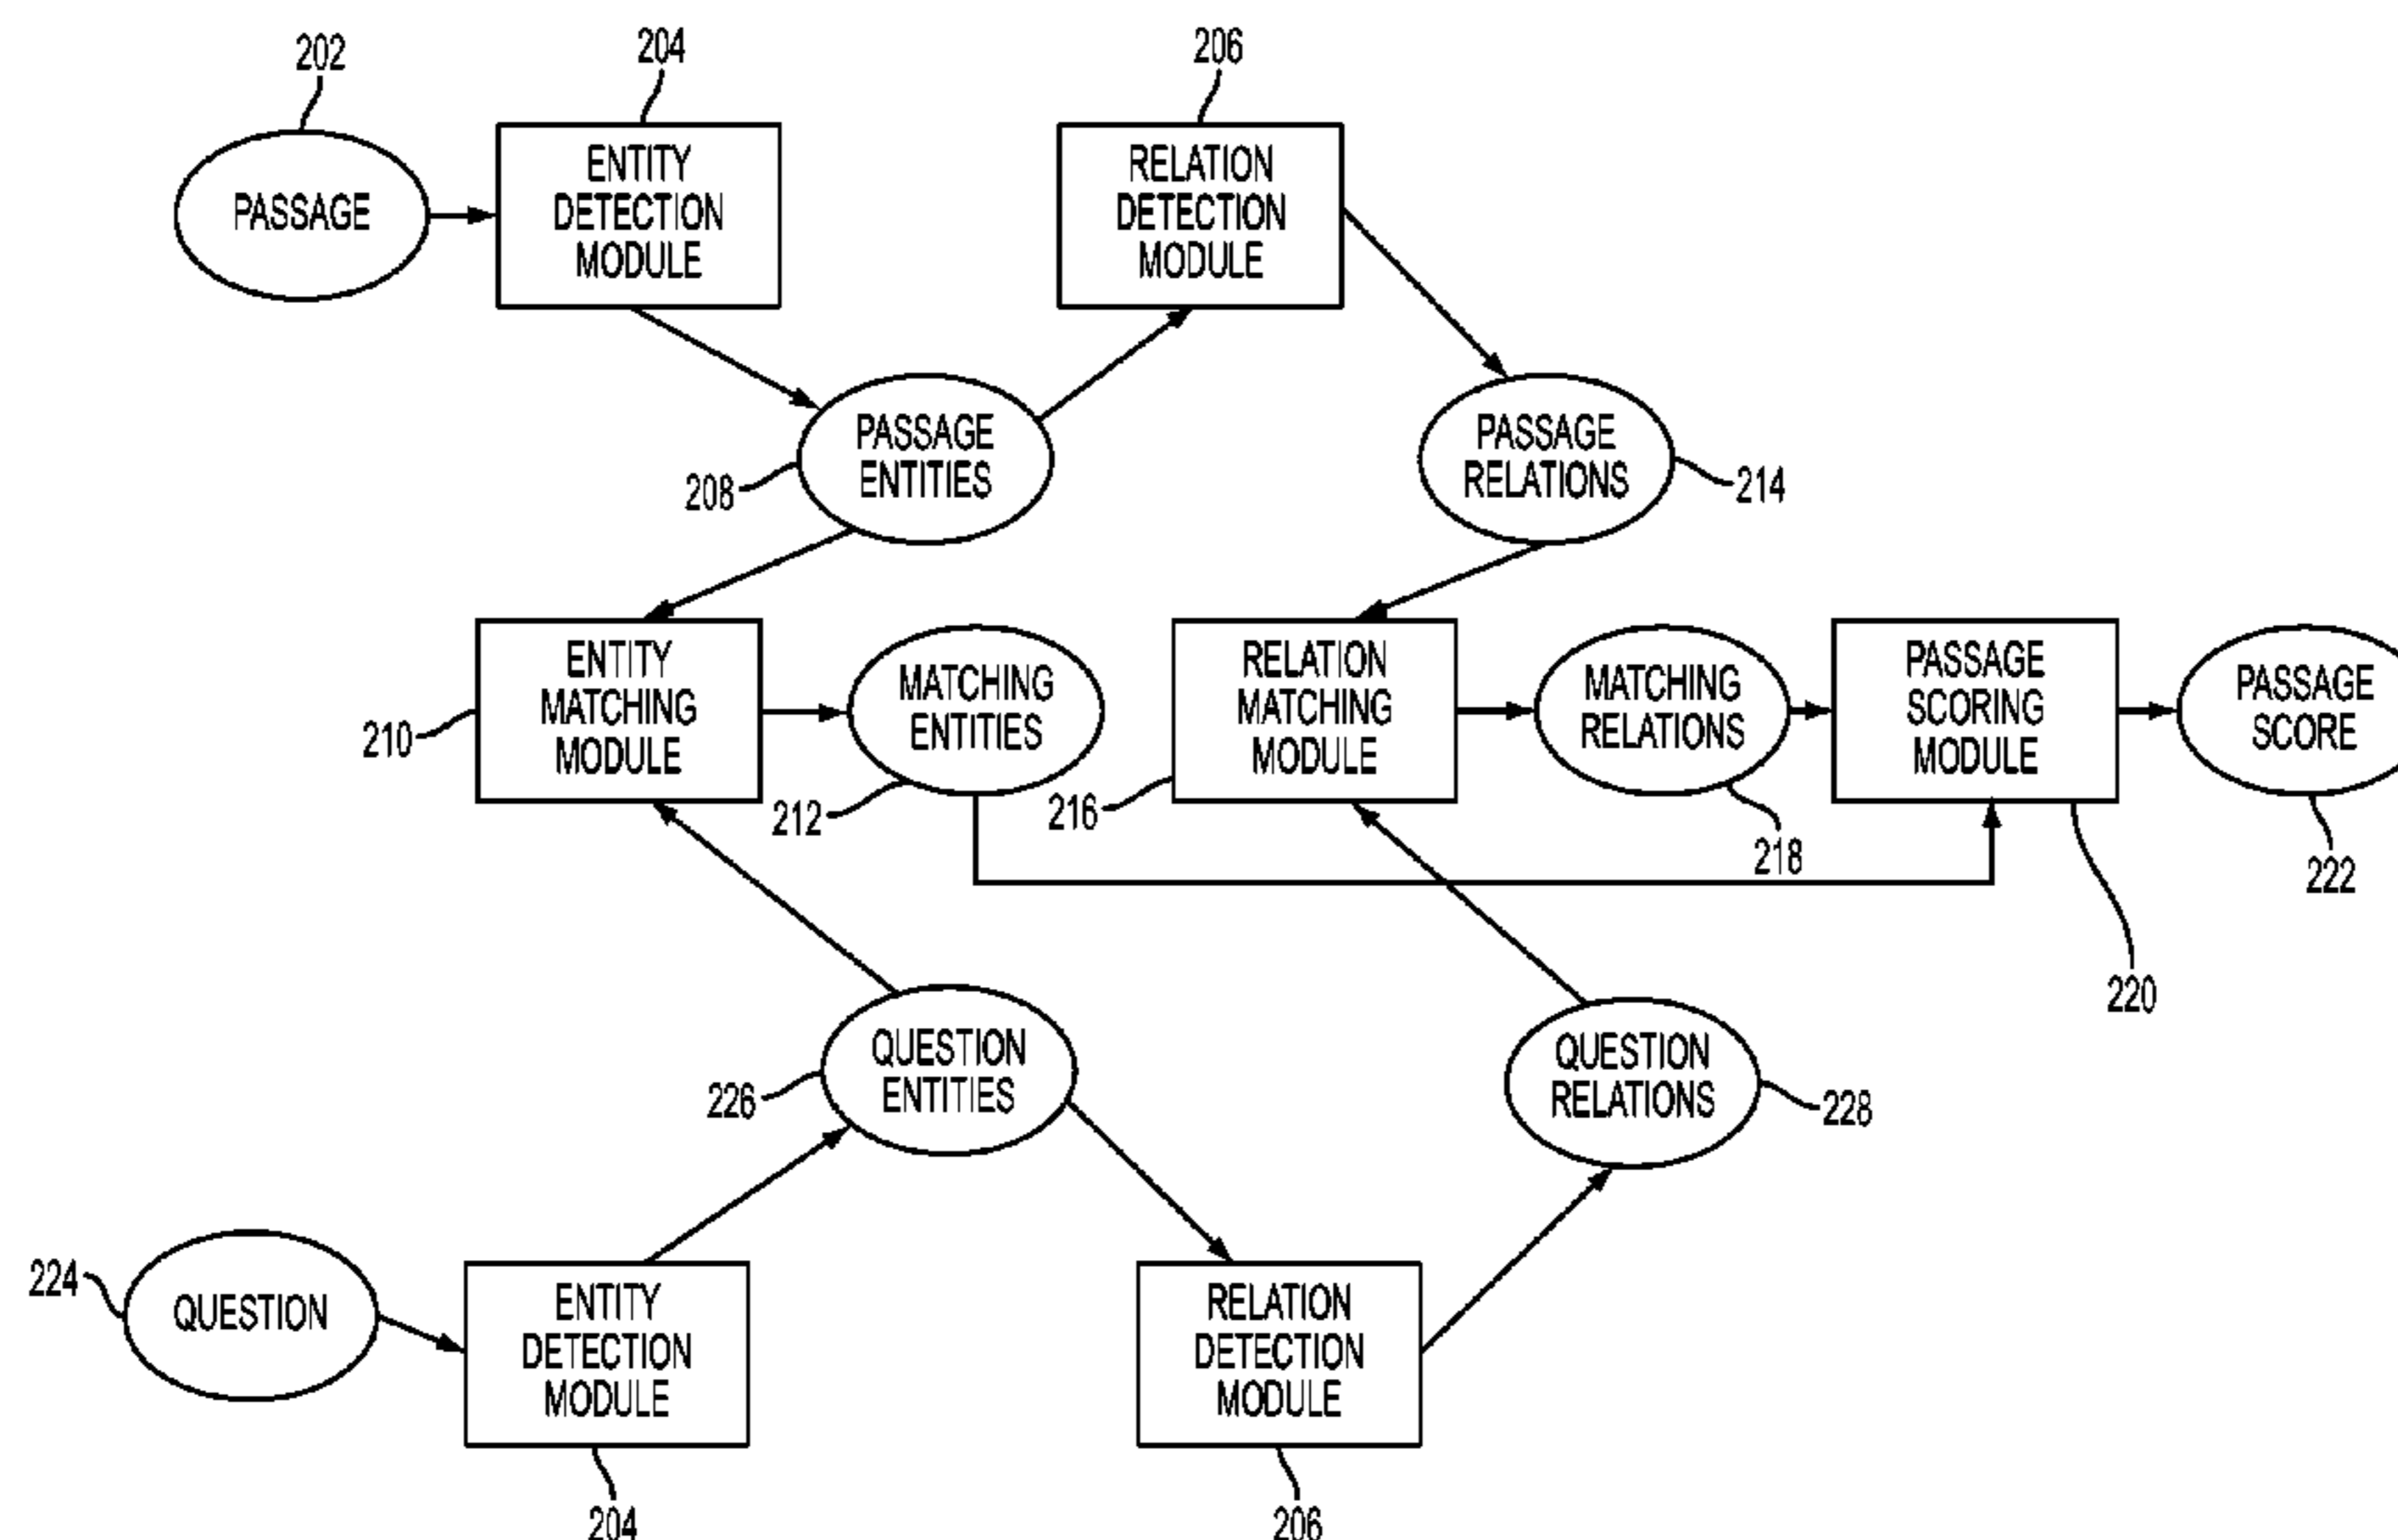 202
204
206
PASSAGE
ENTITY
DETECTION
MODULE
RELATION
DETECTION
MODULE
PASSAGE
ENTITIES
208
PASSAGE
RELATIONS
214
ENTITY
MATCHING
MODULE
210
MATCHING
ENTITIES
212
RELATION
MATCHING
MODULE
216
MATCHING
RELATIONS
218
PASSAGE
SCORING
MODULE
220
PASSAGE
SCORE
222
QUESTION
ENTITIES
226
QUESTION
RELATIONS
228
224
QUESTION
ENTITY
DETECTION
MODULE
204
RELATION
DETECTION
MODULE
206